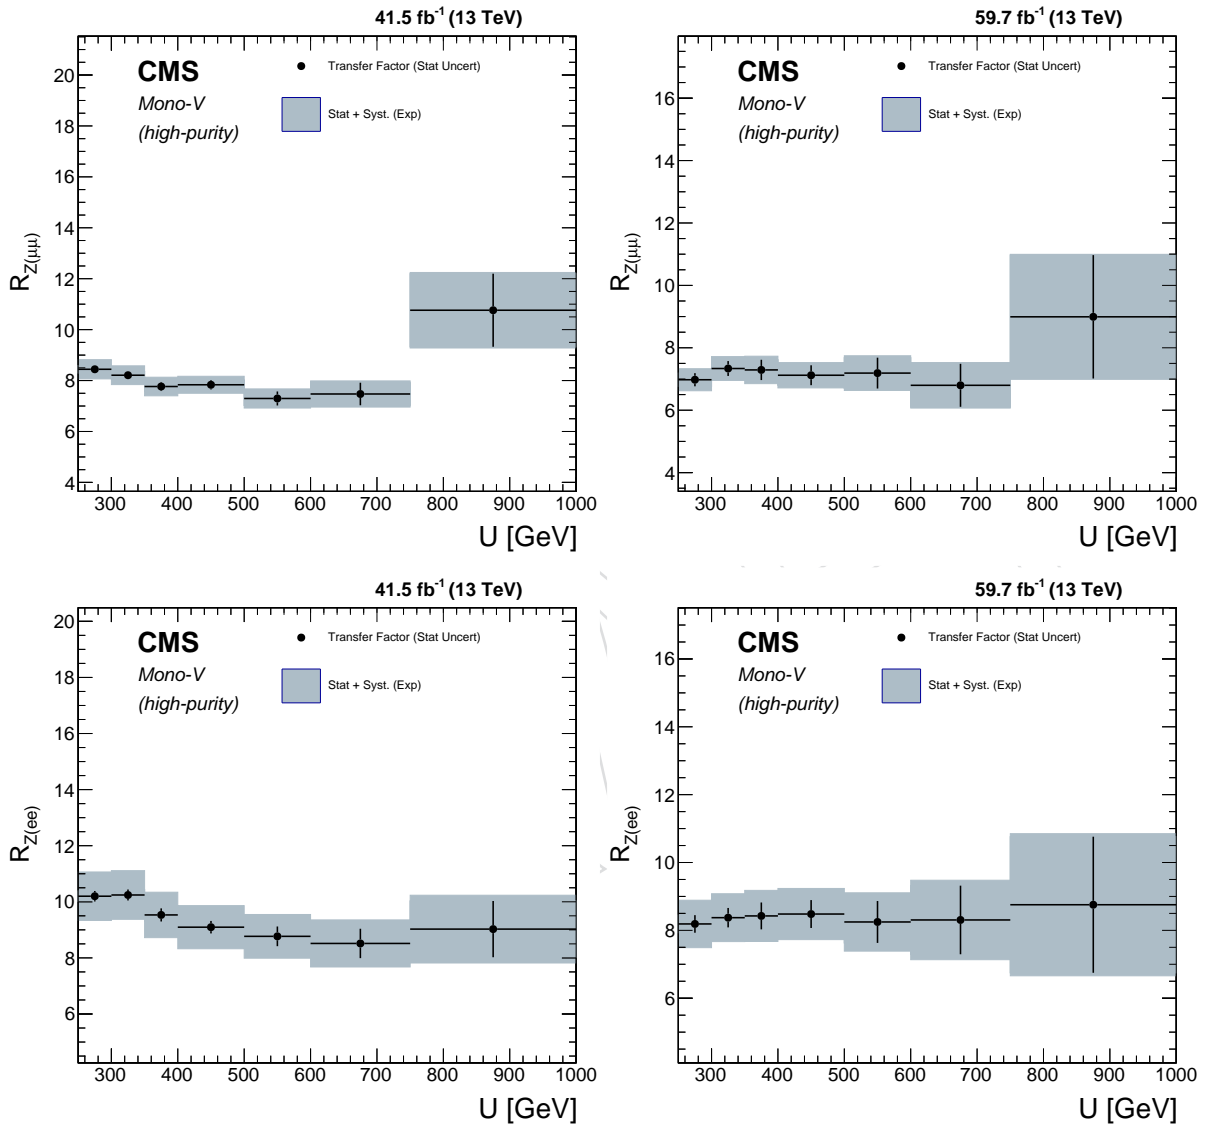 41.5 fb-1 (13 TeV)
CMS
Mono-V
(high-purity)
Transfer Factor (Stat Uncert)
Stat + Syst. (Exp)
RZ(μμ)
20
18
16
14
12
10
8
6
4
300 400 500 600 700 800 900 1000
U [GeV]
59.7 fb-1 (13 TeV)
CMS
Mono-V
(high-purity)
Transfer Factor (Stat Uncert)
Stat + Syst. (Exp)
RZ(μμ)
16
14
12
10
8
6
4
300 400 500 600 700 800 900 1000
U [GeV]
41.5 fb-1 (13 TeV)
CMS
Mono-V
(high-purity)
Transfer Factor (Stat Uncert)
Stat + Syst. (Exp)
RZ(ee)
20
18
16
14
12
10
8
6
300 400 500 600 700 800 900 1000
U [GeV]
59.7 fb-1 (13 TeV)
CMS
Mono-V
(high-purity)
Transfer Factor (Stat Uncert)
Stat + Syst. (Exp)
RZ(ee)
16
14
12
10
8
6
300 400 500 600 700 800 900 1000
U [GeV]